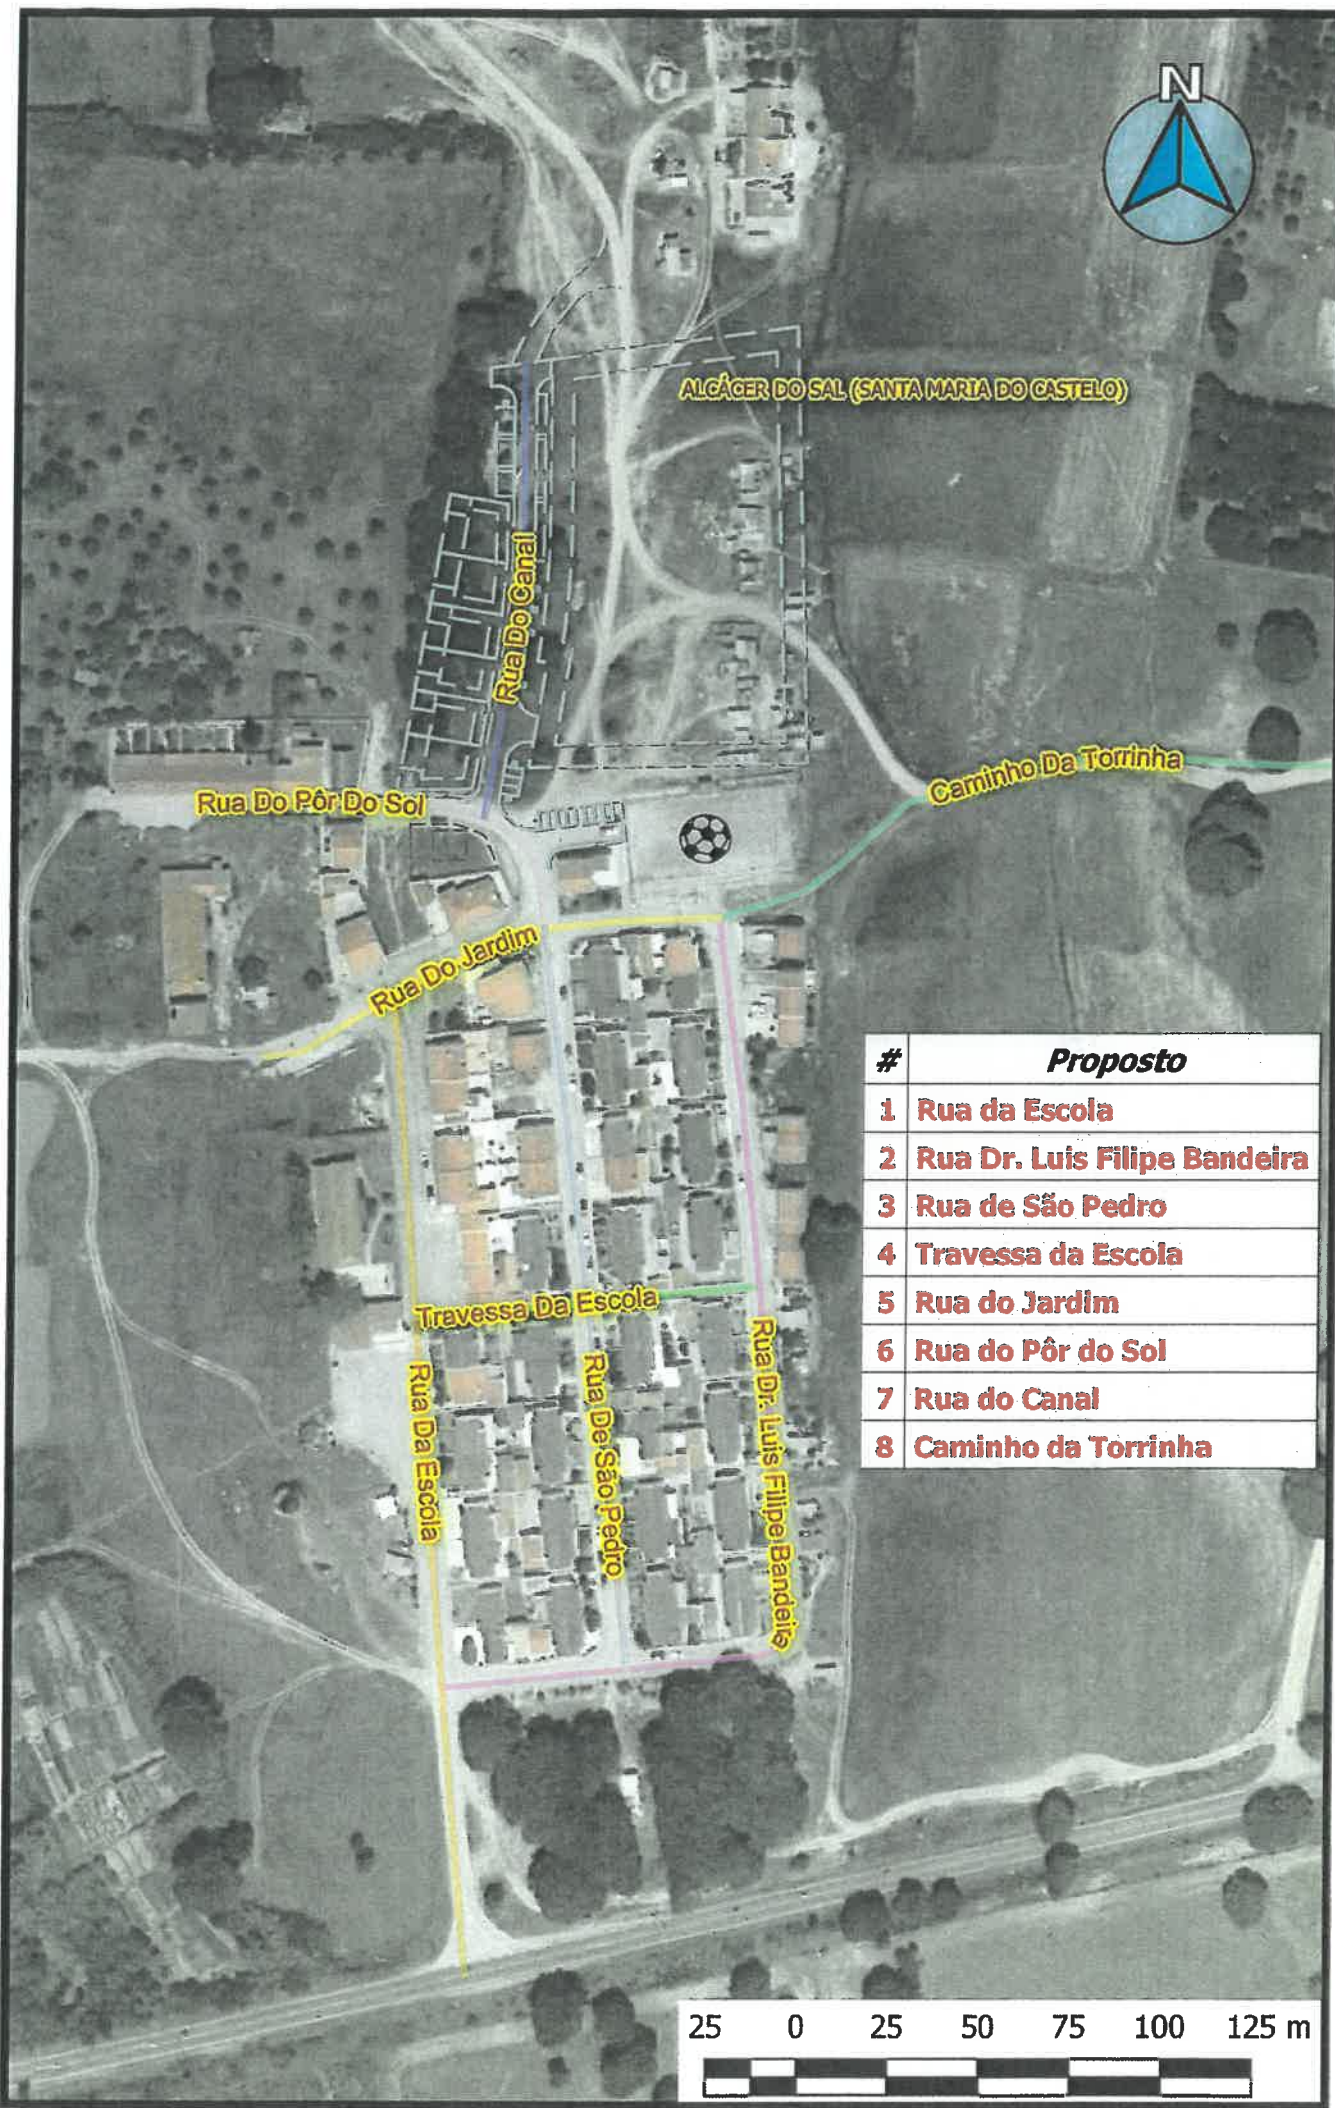 N
ALCÁCER DO SAL (SANTA MARIA DO CASTELO)
Rua Do Canal
Caminho Da Torrinha
Rua Do Pôr Do Sol
Rua Do Jardim
# Proposto
1 Rua da Escola
2 Rua Dr. Luis Filipe Bandeira
3 Rua de São Pedro
4 Travessa da Escola
5 Rua do Jardim
6 Rua do Pôr do Sol
7 Rua do Canal
8 Caminho da Torrinha
Travessa Da Escola
Rua Da Escola
Rua De São Pedro
Rua Dr. Luis Filipe Bandeira
25 0 25 50 75 100 125 m